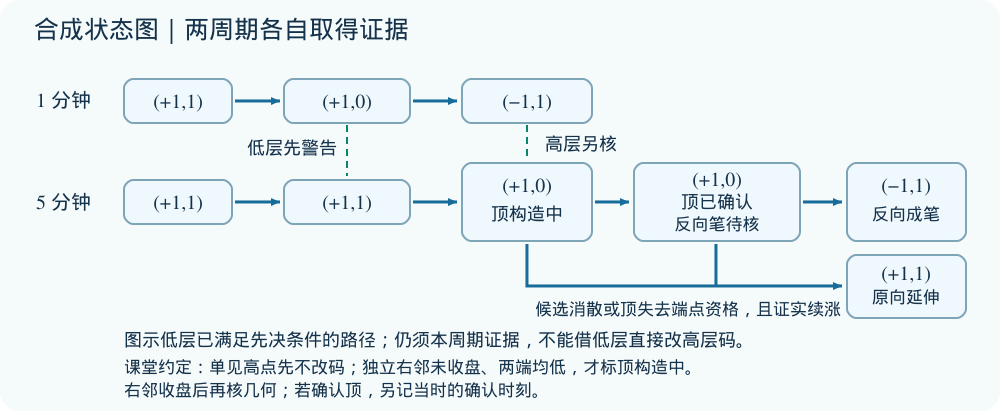 合成状态图｜两周期各自取得证据
1 分钟
(+1,1)
(+1,0)
(−1,1)
低层先警告
高层另核
5 分钟
(+1,1)
(+1,1)
(+1,0)
顶构造中
(+1,0)
顶已确认
反向笔待核
(−1,1)
反向成笔
(+1,1)
原向延伸
候选消散或顶失去端点资格，且证实续涨
图示低层已满足先决条件的路径；仍须本周期证据，不能借低层直接改高层码。
课堂约定：单见高点先不改码；独立右邻未收盘、两端均低，才标顶构造中。
右邻收盘后再核几何；若确认顶，另记当时的确认时刻。